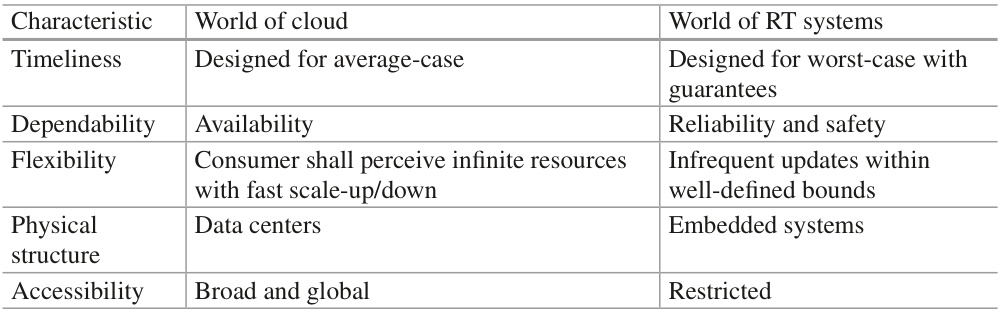 Characteristic World of cloud World of RT systems
Timeliness Designed for average-case Designed for worst-case with
guarantees
Dependability Availability Reliability and safety
Flexibility Consumer shall perceive infinite resources Infrequent updates within
with fast scale-up/down well-defined bounds
Physical Data centers Embedded systems
structure
Accessibility Broad and global Restricted